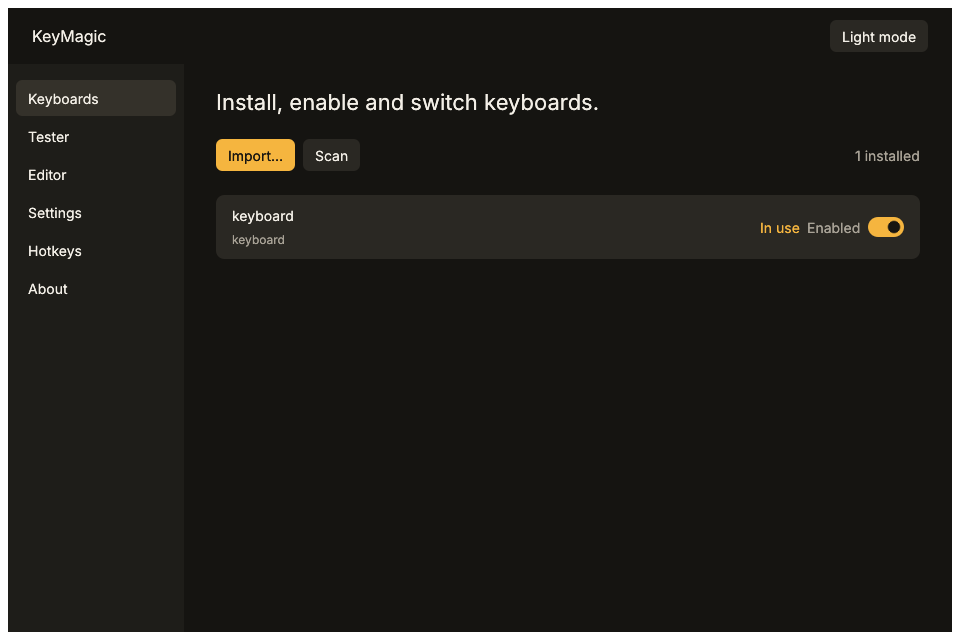 KeyMagic
Light mode
Keyboards
Tester
Editor
Settings
Hotkeys
About
Install, enable and switch keyboards.
Import...
Scan
1 installed
keyboard
keyboard
In use
Enabled